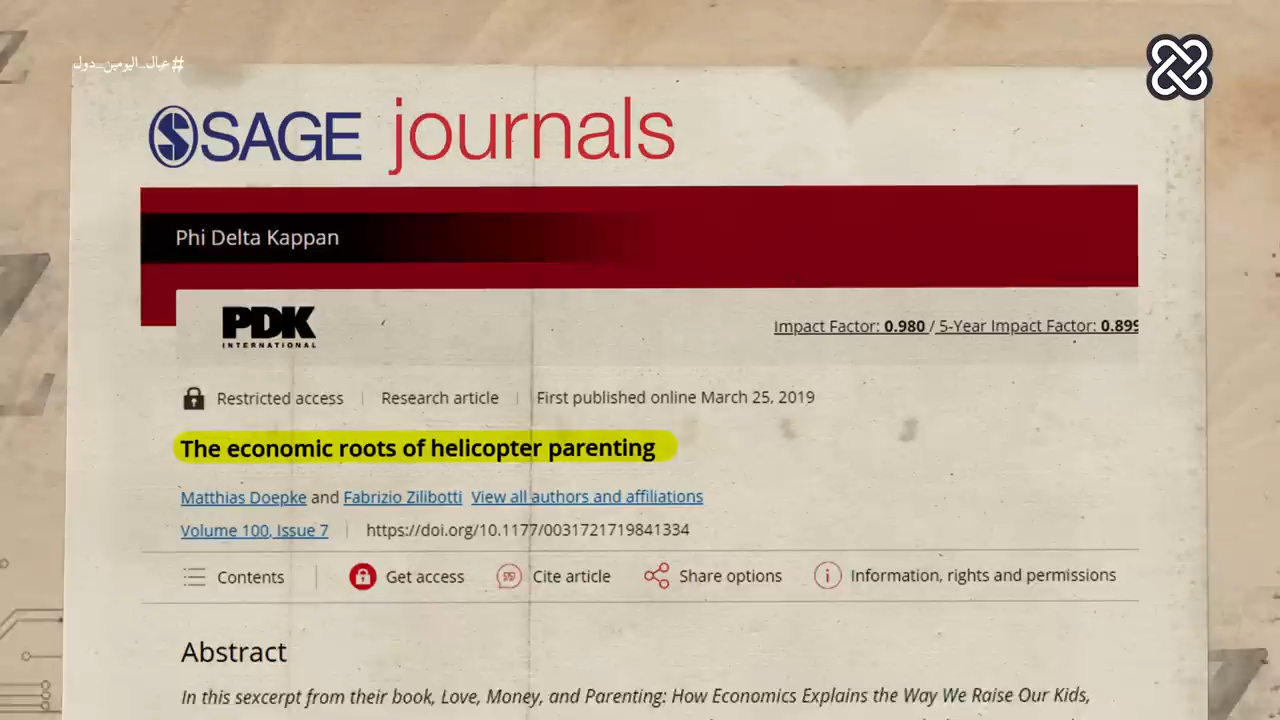 #عيال_اليومين_دول
SAGE journals
Phi Delta Kappan
PDK
INTERNATIONAL
Impact Factor: 0.980 / 5-Year Impact Factor: 0.899
Restricted access | Research article | First published online March 25, 2019
The economic roots of helicopter parenting
Matthias Doepke and Fabrizio Zilibotti View all authors and affiliations
Volume 100, Issue 7 | https://doi.org/10.1177/0031721719841334
Contents | Get access Cite article Share options Information, rights and permissions
Abstract
In this sexcerpt from their book, Love, Money, and Parenting: How Economics Explains the Way We Raise Our Kids,